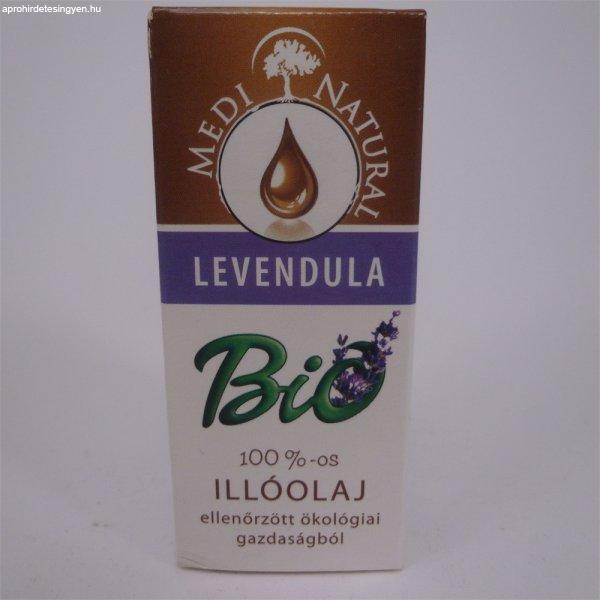 aprohirdetesingyen.hu
MEDI NATURAL
LEVENDULA
Bio
100 %-os
ILLÓOLAJ
ellenőrzött ökológiai
gazdaságból